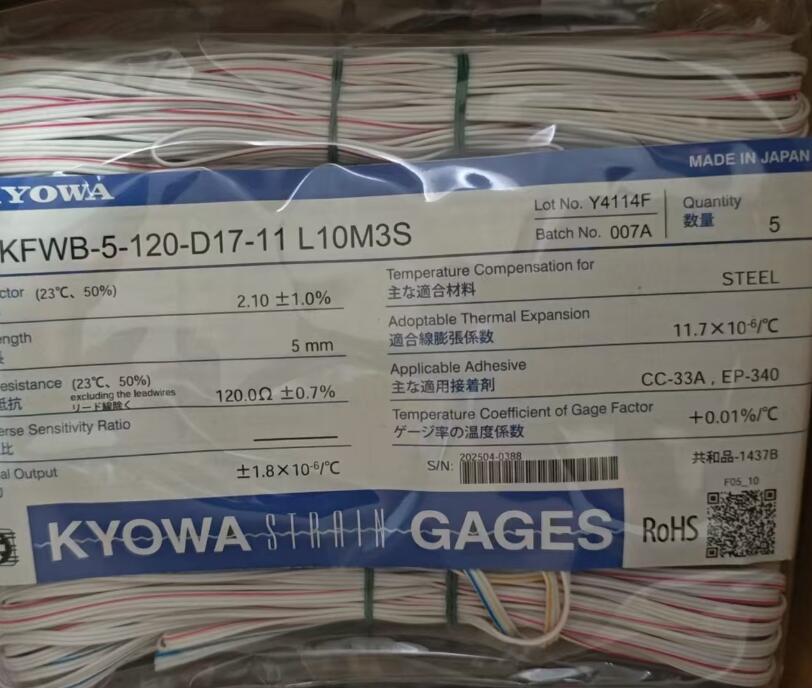 KYOWA
MADE IN JAPAN
KFWB-5-120-D17-11 L10M3S
Lot No. Y4114F
Batch No. 007A
Quantity
数量
5
ctor (23℃、50%)
2.10 ±1.0%
Temperature Compensation for
主な適合材料
STEEL
ength
5 mm
Adoptable Thermal Expansion
適合線膨張係数
11.7×10-6/℃
esistance (23℃、50%)
抵抗
excluding the leadwires
リード線除く
120.0Ω ±0.7%
Applicable Adhesive
主な適用接着剤
CC-33A , EP-340
erse Sensitivity Ratio
比
Temperature Coefficient of Gage Factor
ゲージ率の温度係数
+0.01%/℃
al Output
±1.8×10-6/℃
S/N:
202504-0388
共和品-1437B
F05_10
KYOWA STRAIN GAGES
RoHS